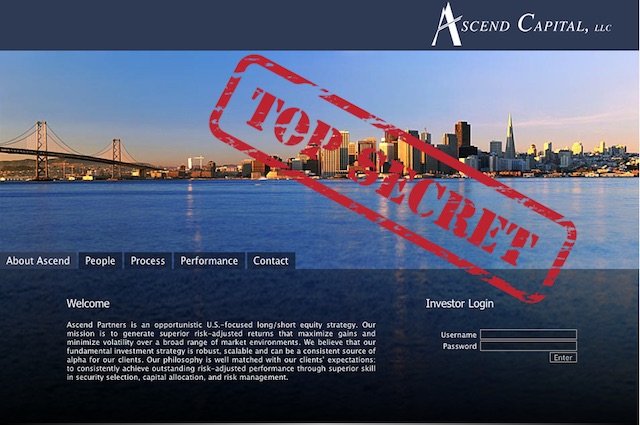 ASCEND CAPITAL, LLC
TOP SECRET
About Ascend People Process Performance Contact
Welcome
Ascend Partners is an opportunistic U.S.-focused long/short equity strategy. Our
mission is to generate superior risk-adjusted returns that maximize gains and
minimize volatility over a broad range of market environments. We believe that our
fundamental investment strategy is robust, scalable and can be a consistent source of
alpha for our clients. Our philosophy is well matched with our clients' expectations;
to consistently achieve outstanding risk-adjusted performance through superior skill
in security selection, capital allocation, and risk management.
Investor Login
Username
Password
Enter